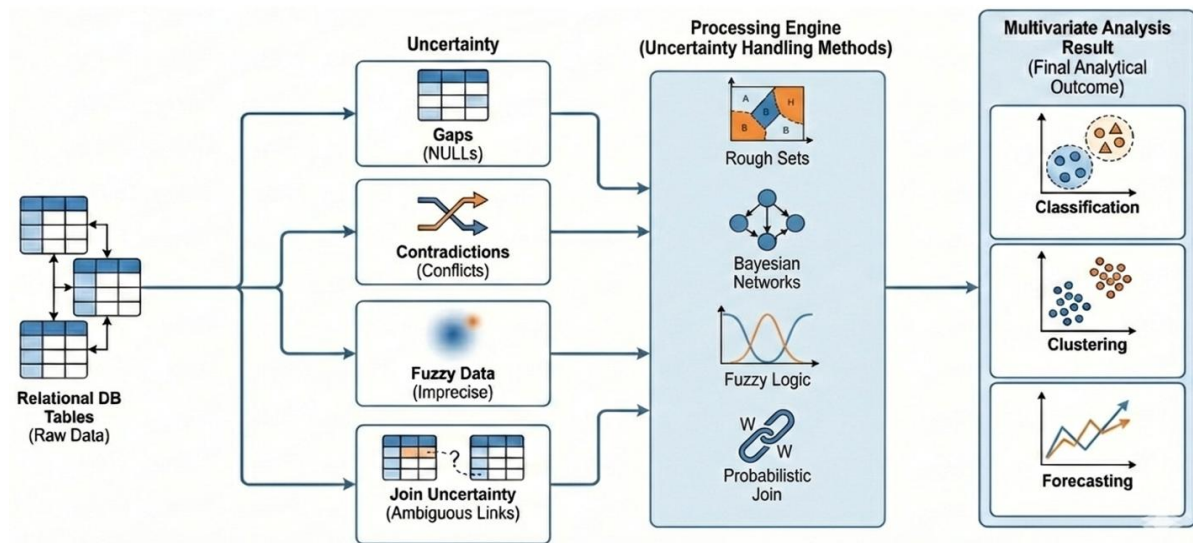 Relational DB
Tables
(Raw Data)
Uncertainty
Gaps
(NULLs)
Contradictions
(Conflicts)
Fuzzy Data
(Imprecise)
?
Join Uncertainty
(Ambiguous Links)
Processing Engine
(Uncertainty Handling Methods)
A
H
B
B
B
Rough Sets
Bayesian
Networks
Fuzzy Logic
W
W
Probabilistic
Join
Multivariate Analysis
Result
(Final Analytical
Outcome)
Classification
Clustering
Forecasting